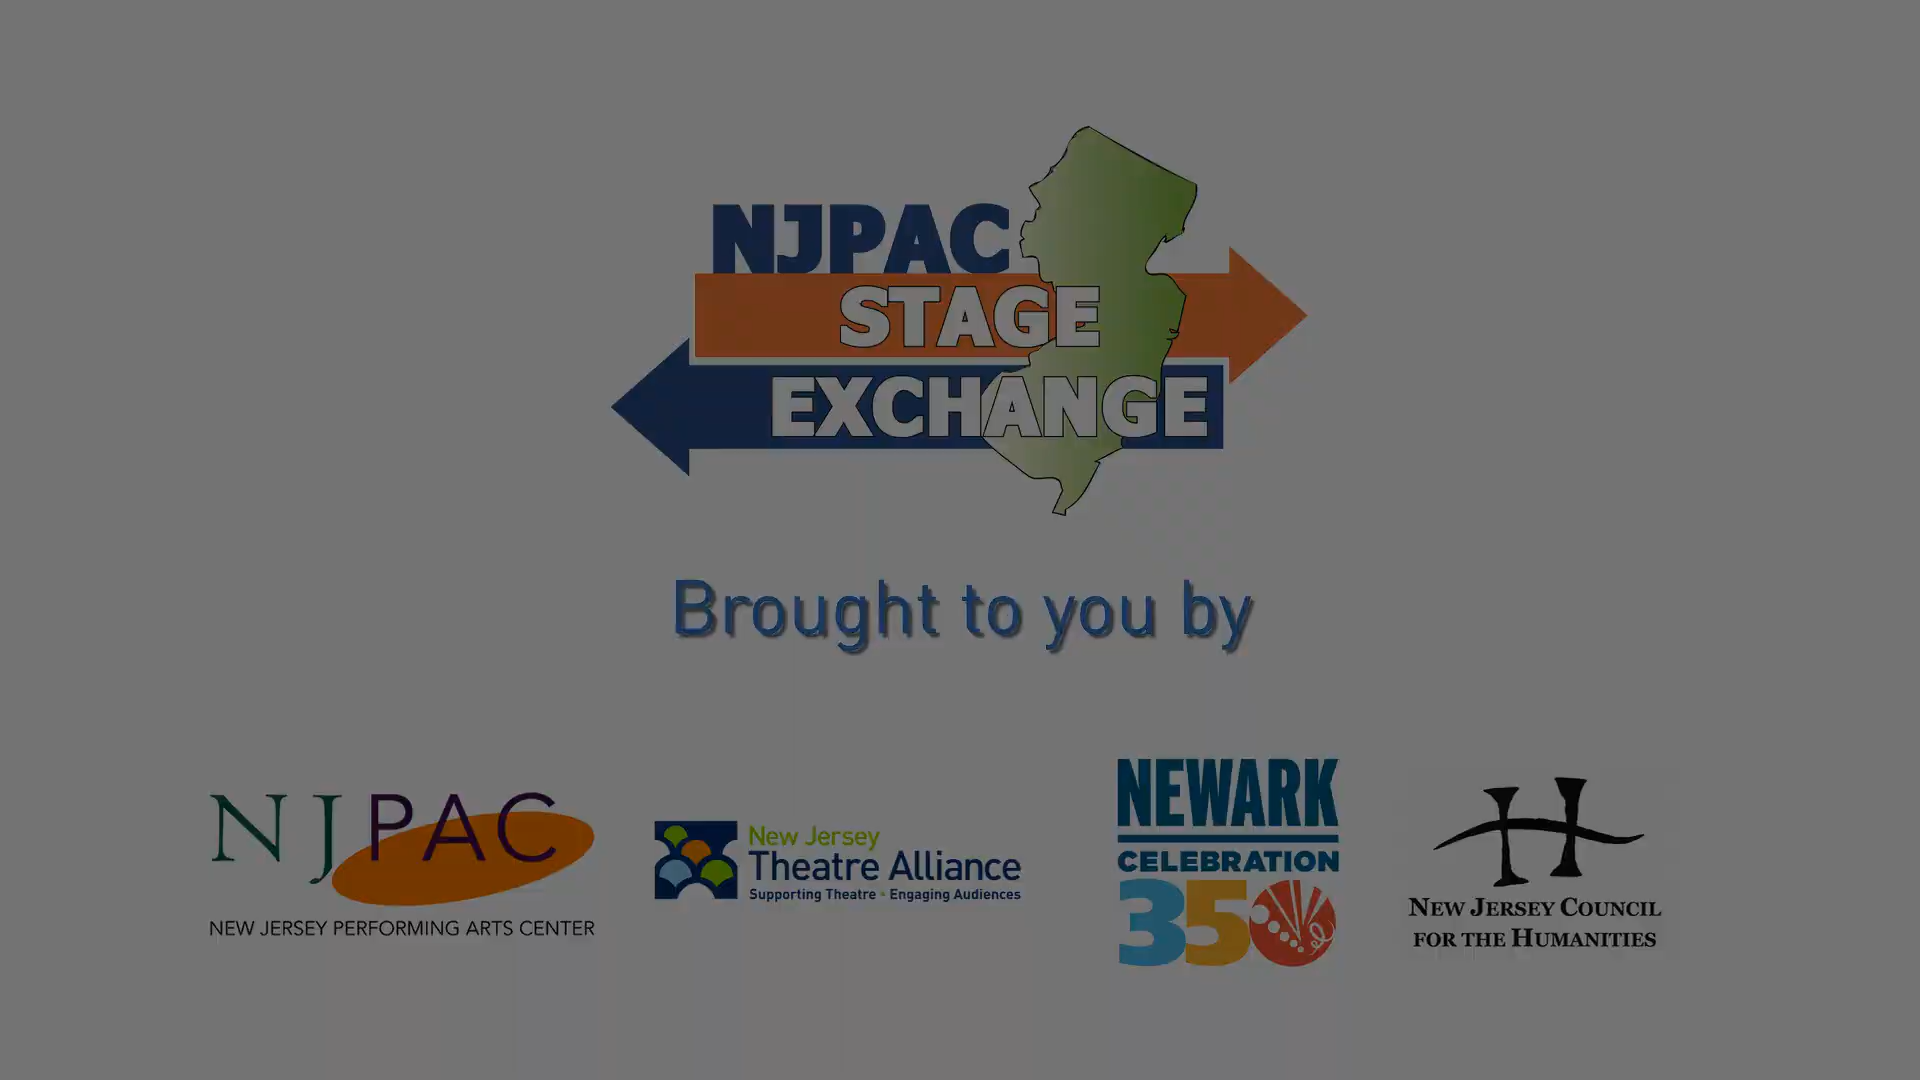 NJPAC
STAGE
EXCHANGE
Brought to you by
NJPAC
NEW JERSEY PERFORMING ARTS CENTER
New Jersey
Theatre Alliance
Supporting Theatre • Engaging Audiences
NEWARK
CELEBRATION
350
H
NEW JERSEY COUNCIL
FOR THE HUMANITIES